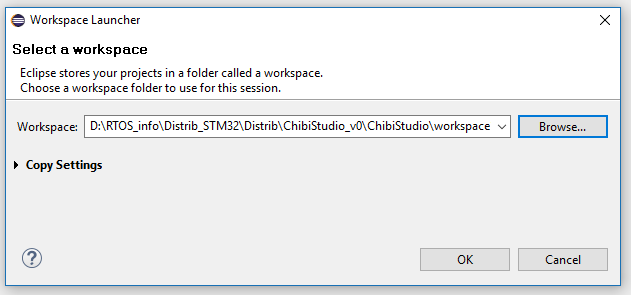 Workspace Launcher
Select a workspace
Eclipse stores your projects in a folder called a workspace.
Choose a workspace folder to use for this session.
Workspace: D:\RTOS_info\Distrib_STM32\Distrib\ChibiStudio_v0\ChibiStudio\workspace Browse...
Copy Settings
? OK Cancel